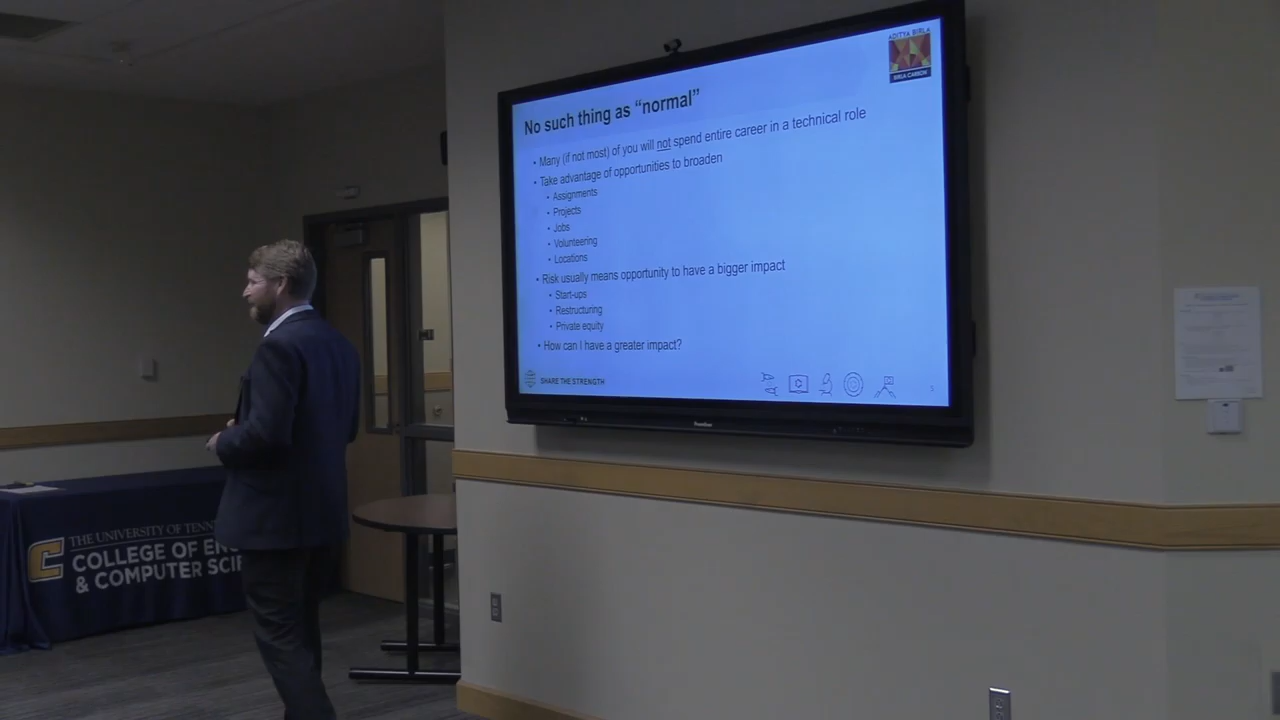 ADITYA BIRLA
BIRLA CARBON
No such thing as “normal”
• Many (if not most) of you will not spend entire career in a technical role
• Take advantage of opportunities to broaden
• Assignments
• Projects
• Jobs
• Volunteering
• Locations
• Risk usually means opportunity to have a bigger impact
• Start-ups
• Restructuring
• Private equity
• How can I have a greater impact?
SHARE THE STRENGTH
5
C
THE UNIVERSITY OF TENN
COLLEGE OF EN
& COMPUTER SCI